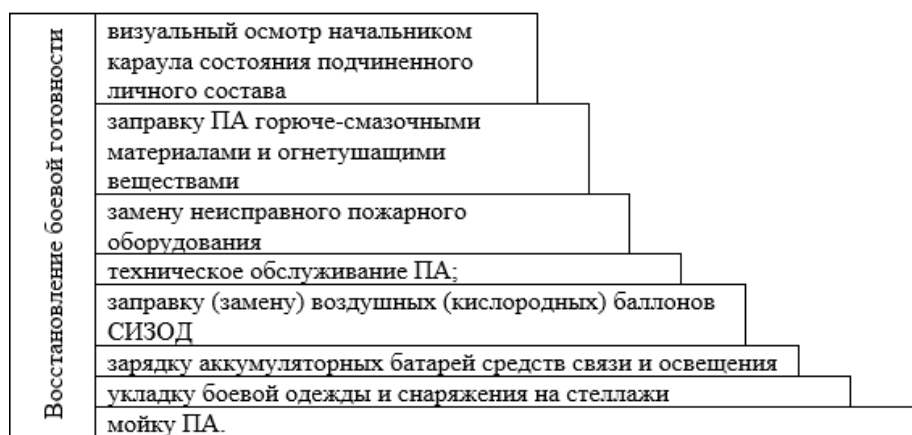 Восстановление боевой готовности
визуальный осмотр начальником
караула состояния подчиненного
личного состава
заправку ПА горюче-смазочными
материалами и огнетушащими
веществами
замену неисправного пожарного
оборудования
техническое обслуживание ПА;
заправку (замену) воздушных (кислородных) баллонов
СИЗОД
зарядку аккумуляторных батарей средств связи и освещения
укладку боевой одежды и снаряжения на стеллажи
мойку ПА.